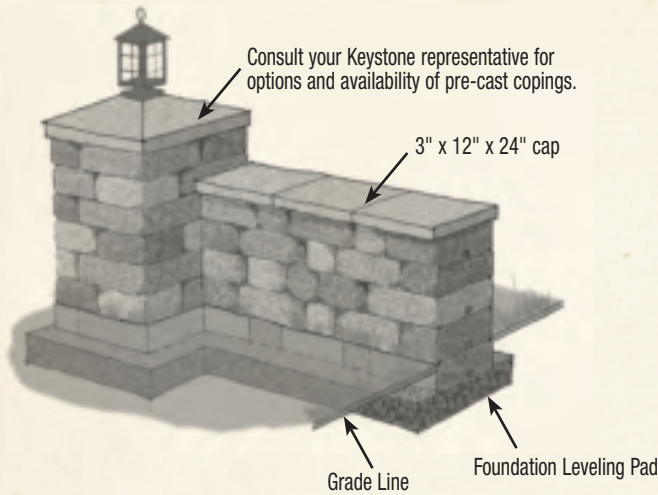 Consult your Keystone representative for
options and availability of pre-cast copings.
3" x 12" x 24" cap
Foundation Leveling Pad
Grade Line